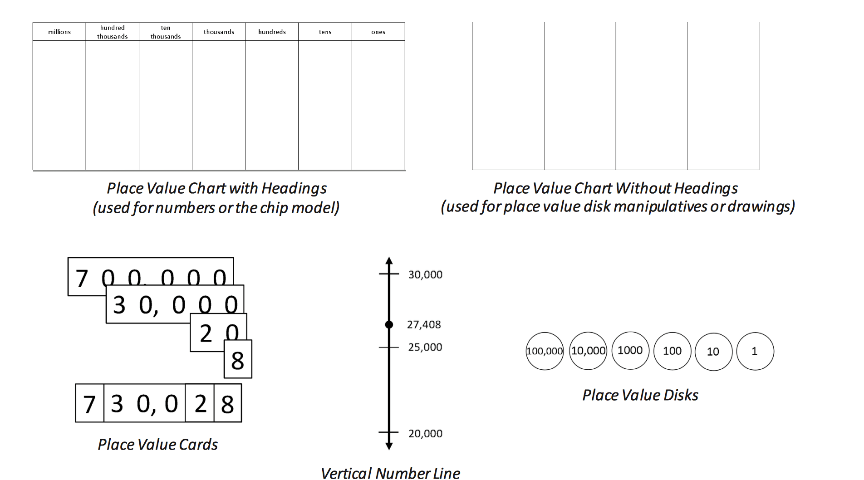 millions hundred thousands ten thousands thousands hundreds tens ones
Place Value Chart with Headings
(used for numbers or the chip model)
Place Value Chart Without Headings
(used for place value disk manipulatives or drawings)
7 0 0, 0 0 0
3 0, 0 0 0
2 0
8
7 3 0, 0 2 8
Place Value Cards
30,000
27,408
25,000
20,000
Vertical Number Line
100,000 10,000 1000 100 10 1
Place Value Disks